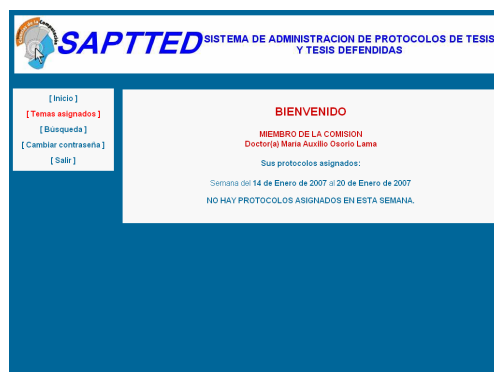 SAPTTED
SISTEMA DE ADMINISTRACION DE PROTOCOLOS DE TESIS
Y TESIS DEFENDIDAS
[ Inicio ]
[ Temas asignados ]
[ Búsqueda ]
[ Cambiar contraseña ]
[ Salir ]
BIENVENIDO
MIEMBRO DE LA COMISION
Doctor(a) María Auxilio Osorio Lama
Sus protocolos asignados:
Semana del 14 de Enero de 2007 al 20 de Enero de 2007
NO HAY PROTOCOLOS ASIGNADOS EN ESTA SEMANA.